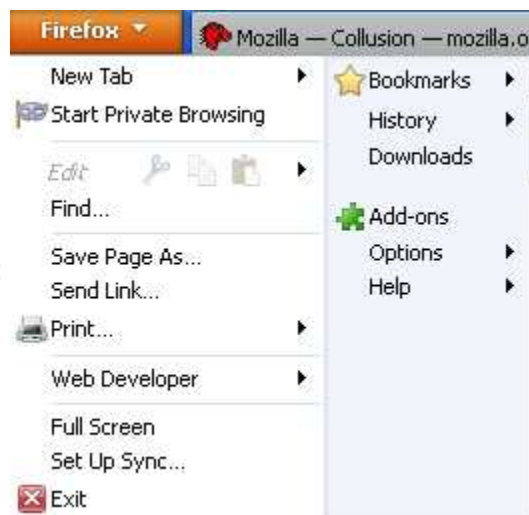 Firefox
Mozilla — Collusion — mozilla.o
New Tab
Start Private Browsing
Edit
Find...
Save Page As...
Send Link...
Print...
Web Developer
Full Screen
Set Up Sync...
Exit
Bookmarks
History
Downloads
Add-ons
Options
Help